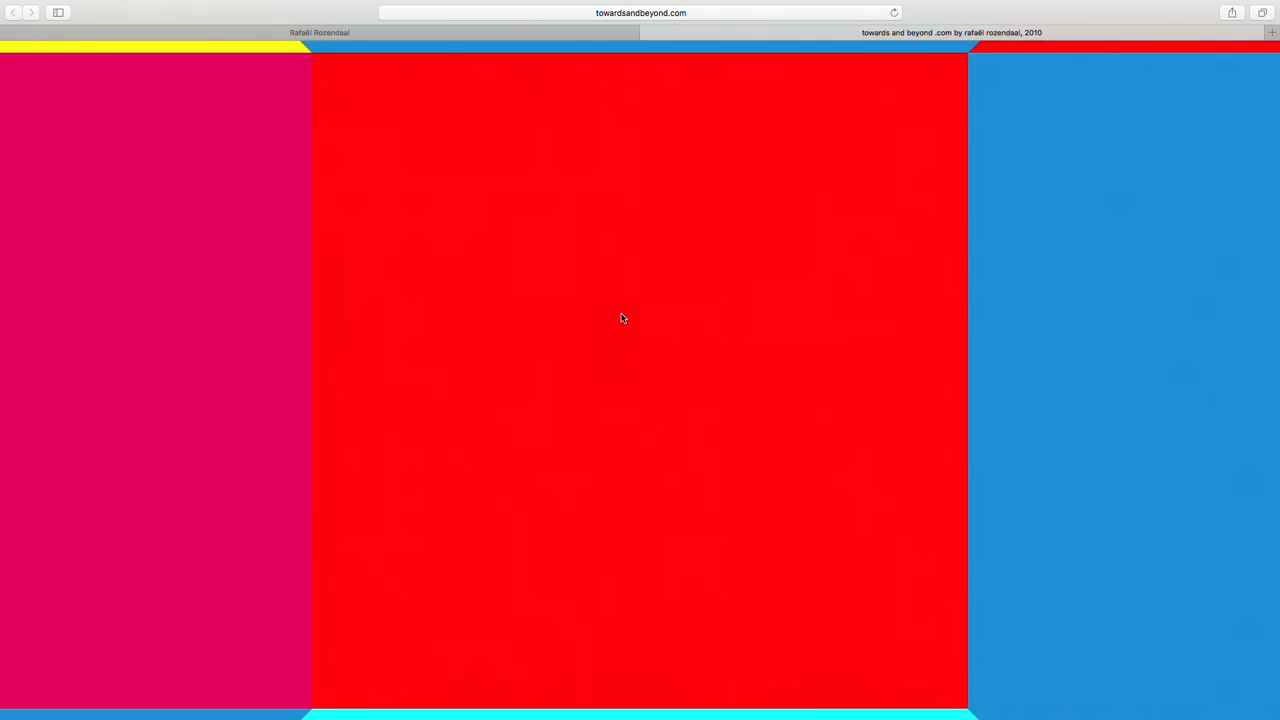 towardsandbeyond.com
Rafaël Rozendaal
towards and beyond .com by rafaël rozendaal, 2010